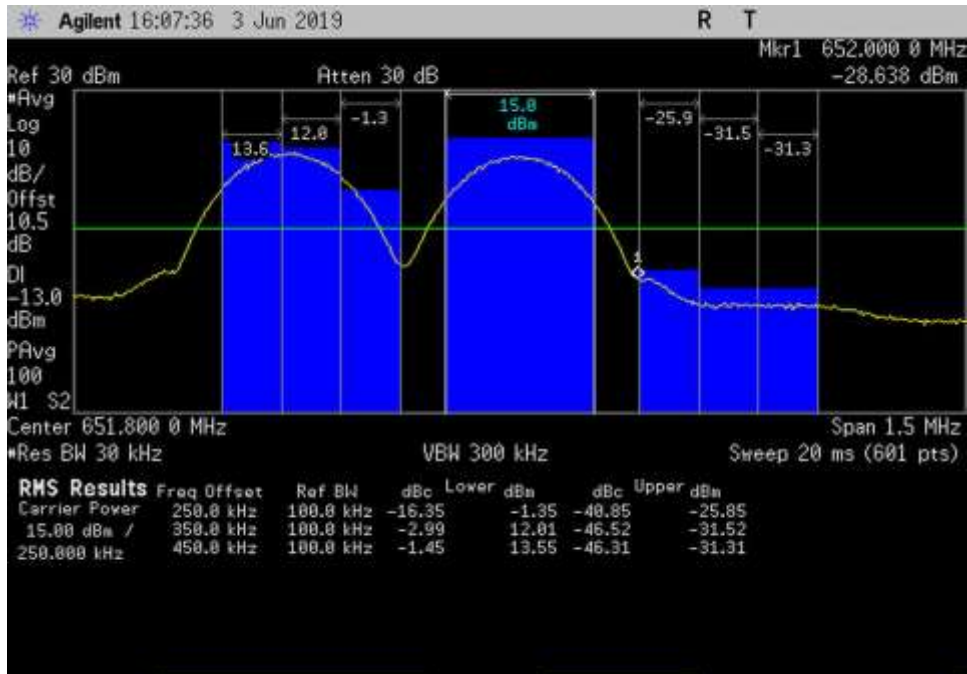 Agilent 16:07:36 3 Jun 2019 R T
Mkr1 652.000 0 MHz
Ref 30 dBm Atten 30 dB -28.638 dBm
#Avg
Log
10
dB/
Offst
10.5
dB
DI
-13.0
dBm
PAvg
100
W1 S2
13.6
12.0
-1.3
15.0
dBm
-25.9
-31.5
-31.3
1
Center 651.800 0 MHz Span 1.5 MHz
#Res BW 30 kHz VBW 300 kHz Sweep 20 ms (601 pts)
RMS Results Freq Offset Ref BW dBc Lower dBm dBc Upper dBm
Carrier Power 250.0 kHz 100.0 kHz -16.35 -1.35 -40.85 -25.85
15.00 dBm / 350.0 kHz 100.0 kHz -2.99 12.01 -46.52 -31.52
250.000 kHz 450.0 kHz 100.0 kHz -1.45 13.55 -46.31 -31.31